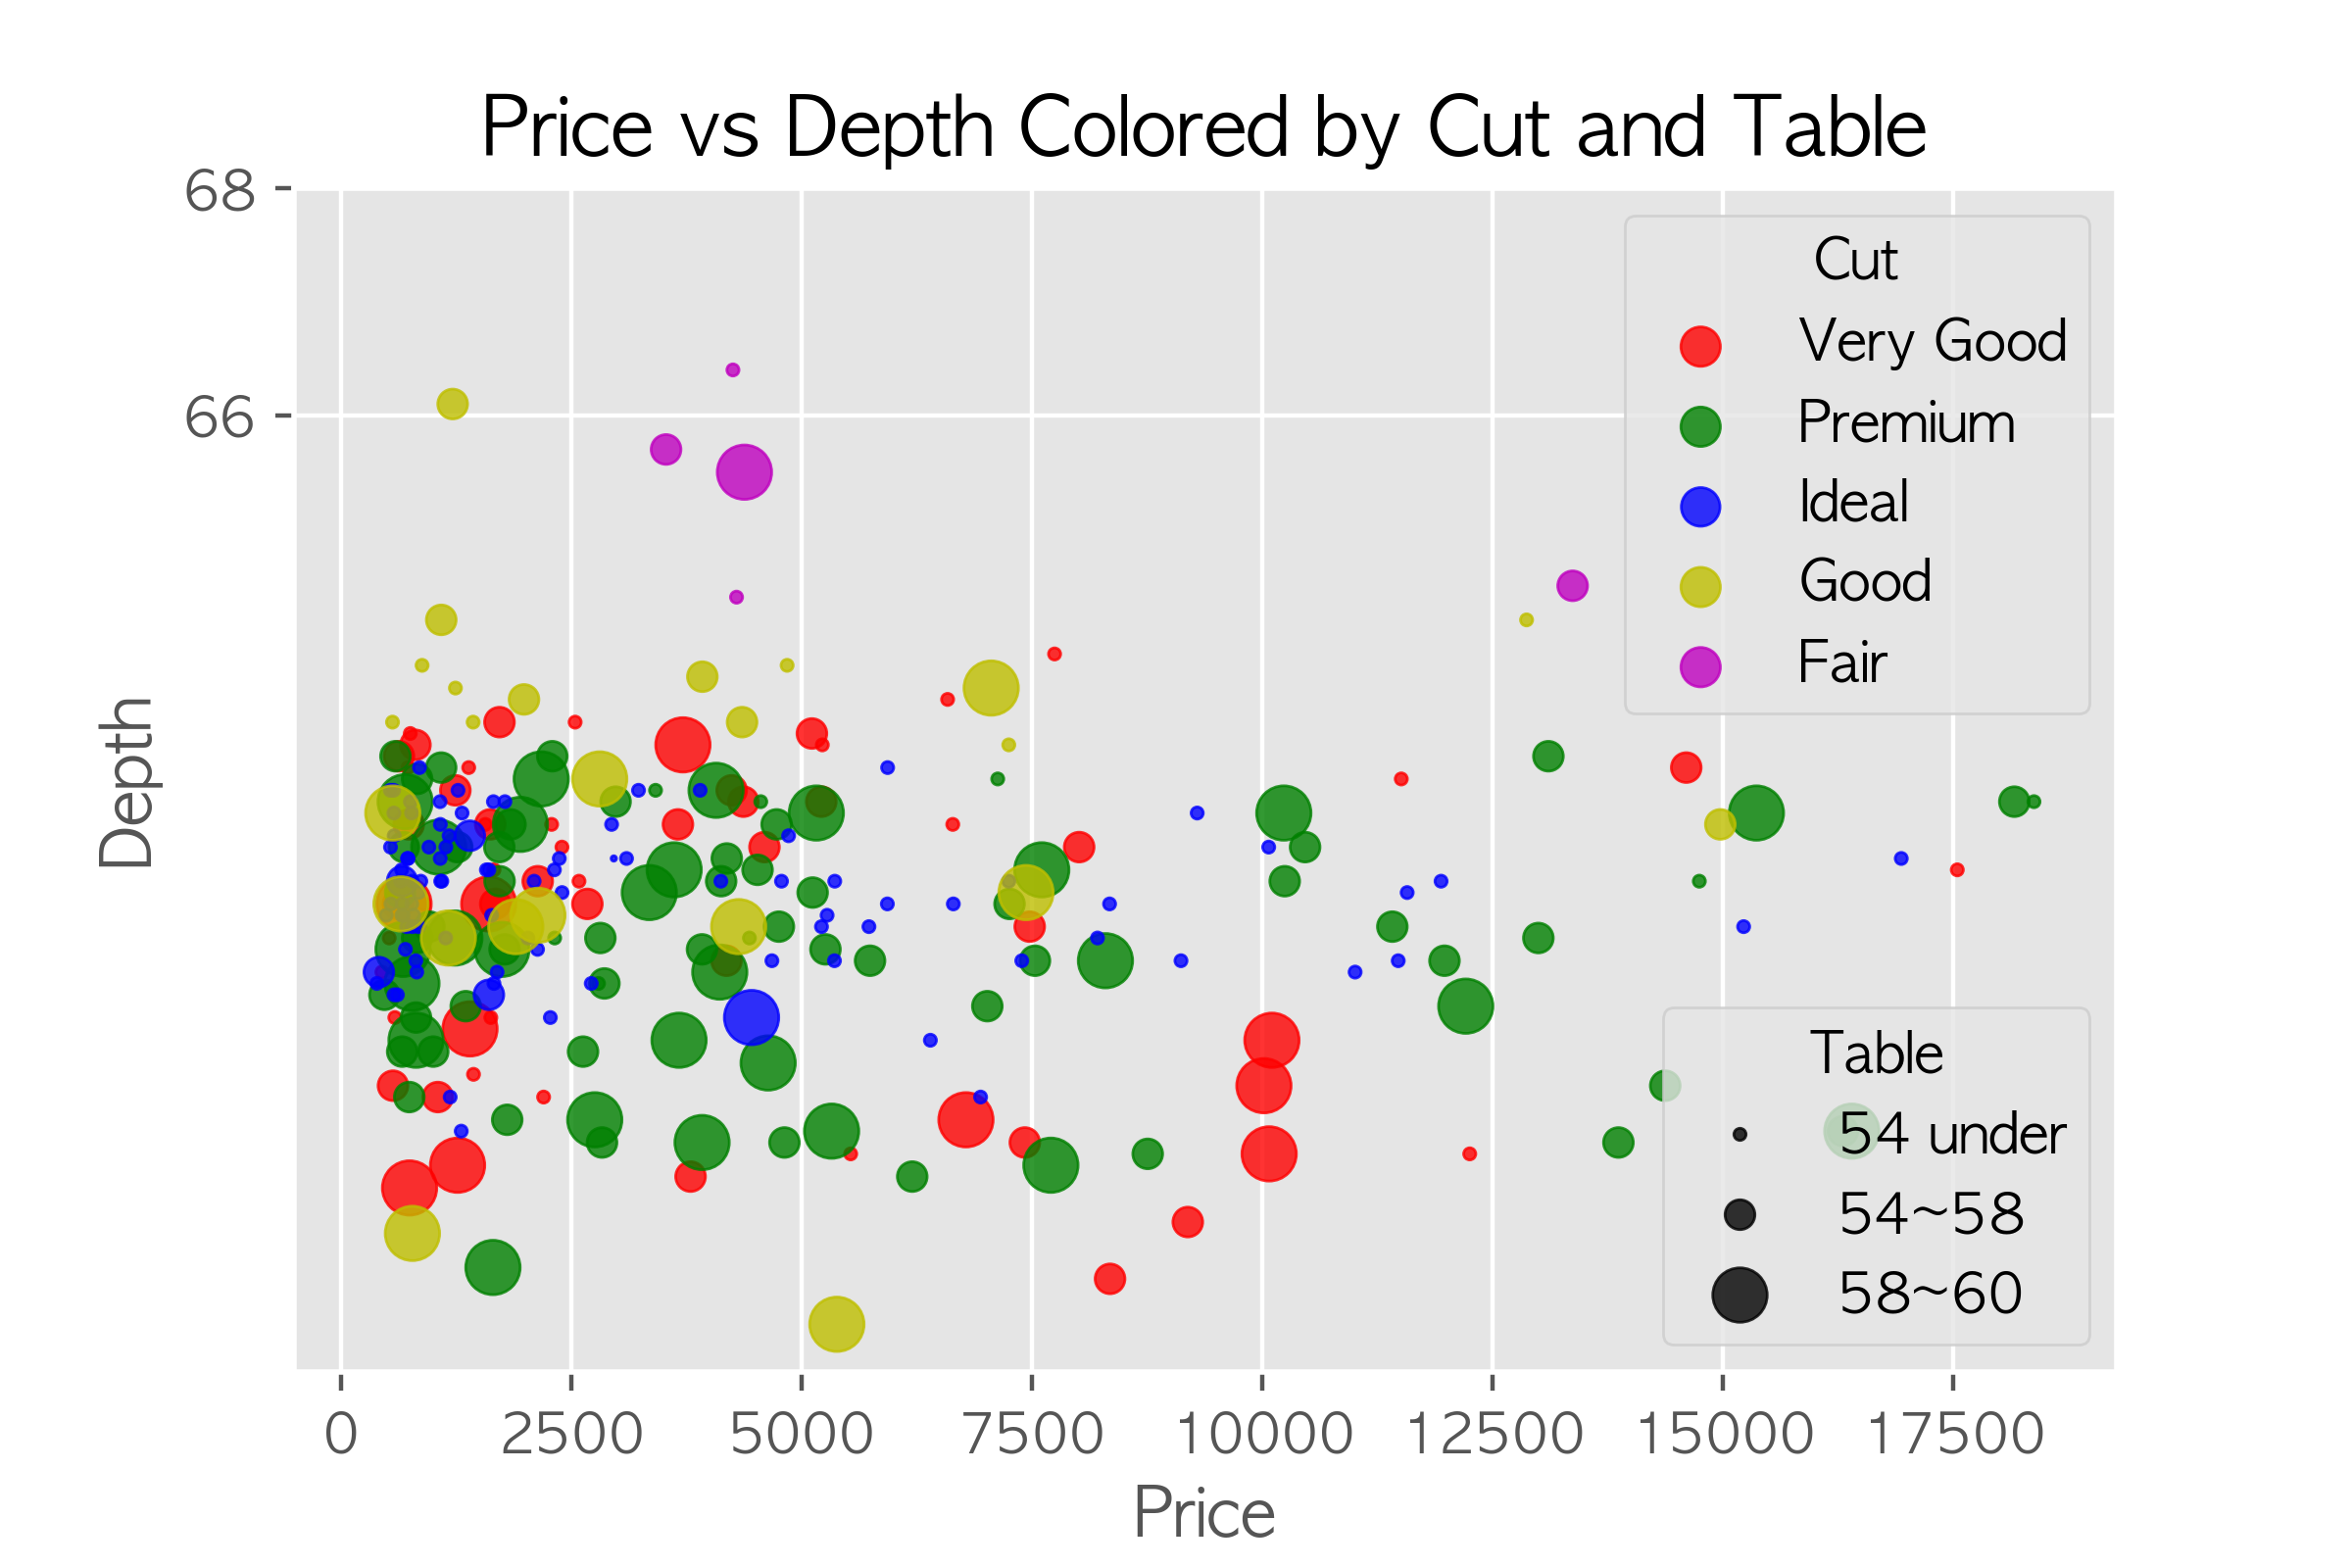 Price vs Depth Colored by Cut and Table
68
66
Depth
Cut
Very Good
Premium
Ideal
Good
Fair
Table
54 under
54~58
58~60
0 2500 5000 7500 10000 12500 15000 17500
Price